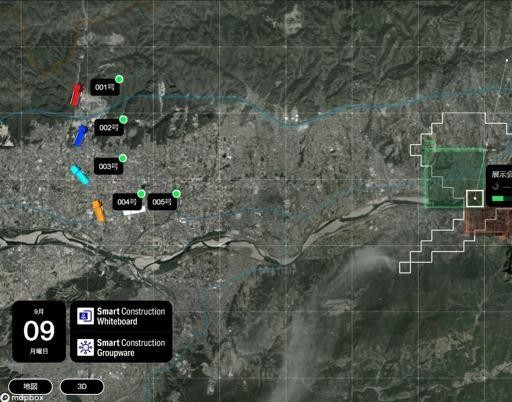 001号
002号
003号
004号
005号
展示会
9月
09
月曜日
Smart Construction
Whiteboard
Smart Construction
Groupware
地図
3D
mapbox